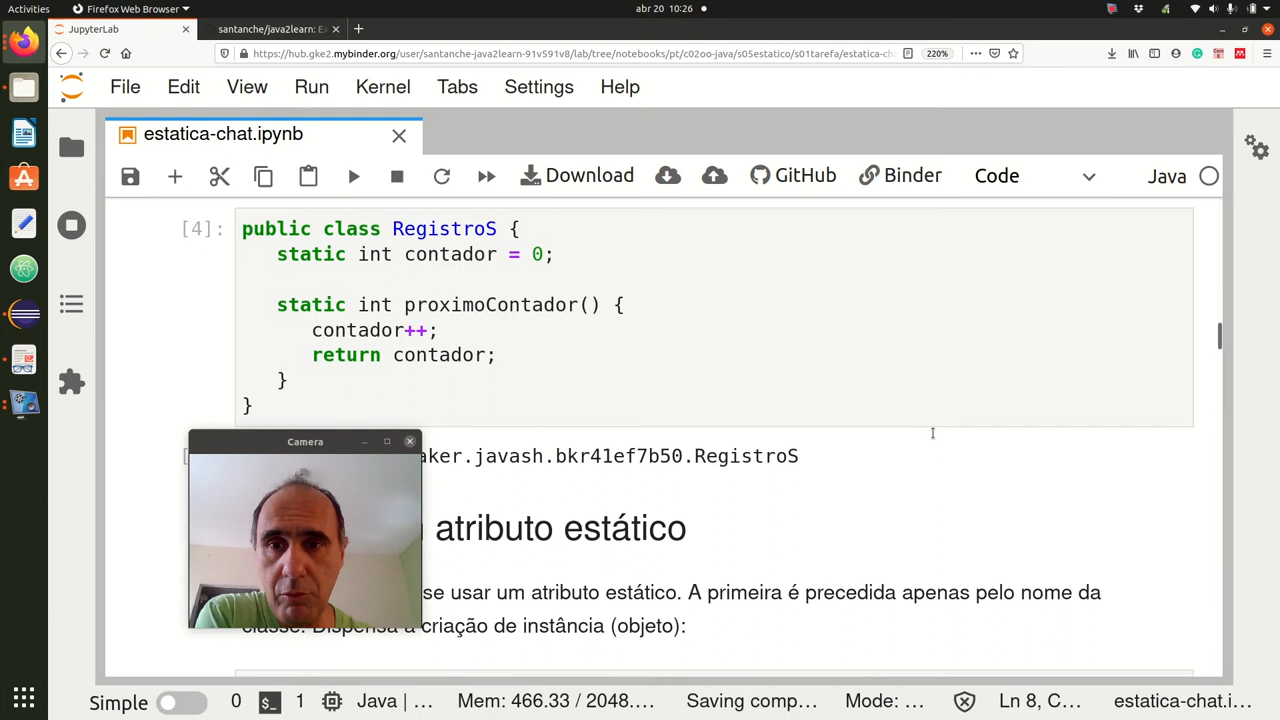 Activities
Firefox Web Browser
abr 20 10:26
JupyterLab
santanche/java2learn: Ex
https://hub.gke2.mybinder.org/user/santanche-java2learn-91v591v8/lab/tree/notebooks/pt/c02oo-java/s05estatico/s01tarefa/estatica-cha
220%
File Edit View Run Kernel Tabs Settings Help
estatica-chat.ipynb
Download
GitHub
Binder
Code
Java
[4]:
public class RegistroS {
static int contador = 0;
static int proximoContador() {
contador++;
return contador;
}
}
[
aker.javash.bkr41ef7b50.RegistroS
Camera
atributo estático
se usar um atributo estático. A primeira é precedida apenas pelo nome da
classe. Dispensa a criação de instância (objeto):
Simple
0
$_
1
Java | ...
Mem: 466.33 / 2048....
Saving comp...
Mode: ...
Ln 8, C...
estatica-chat.i...